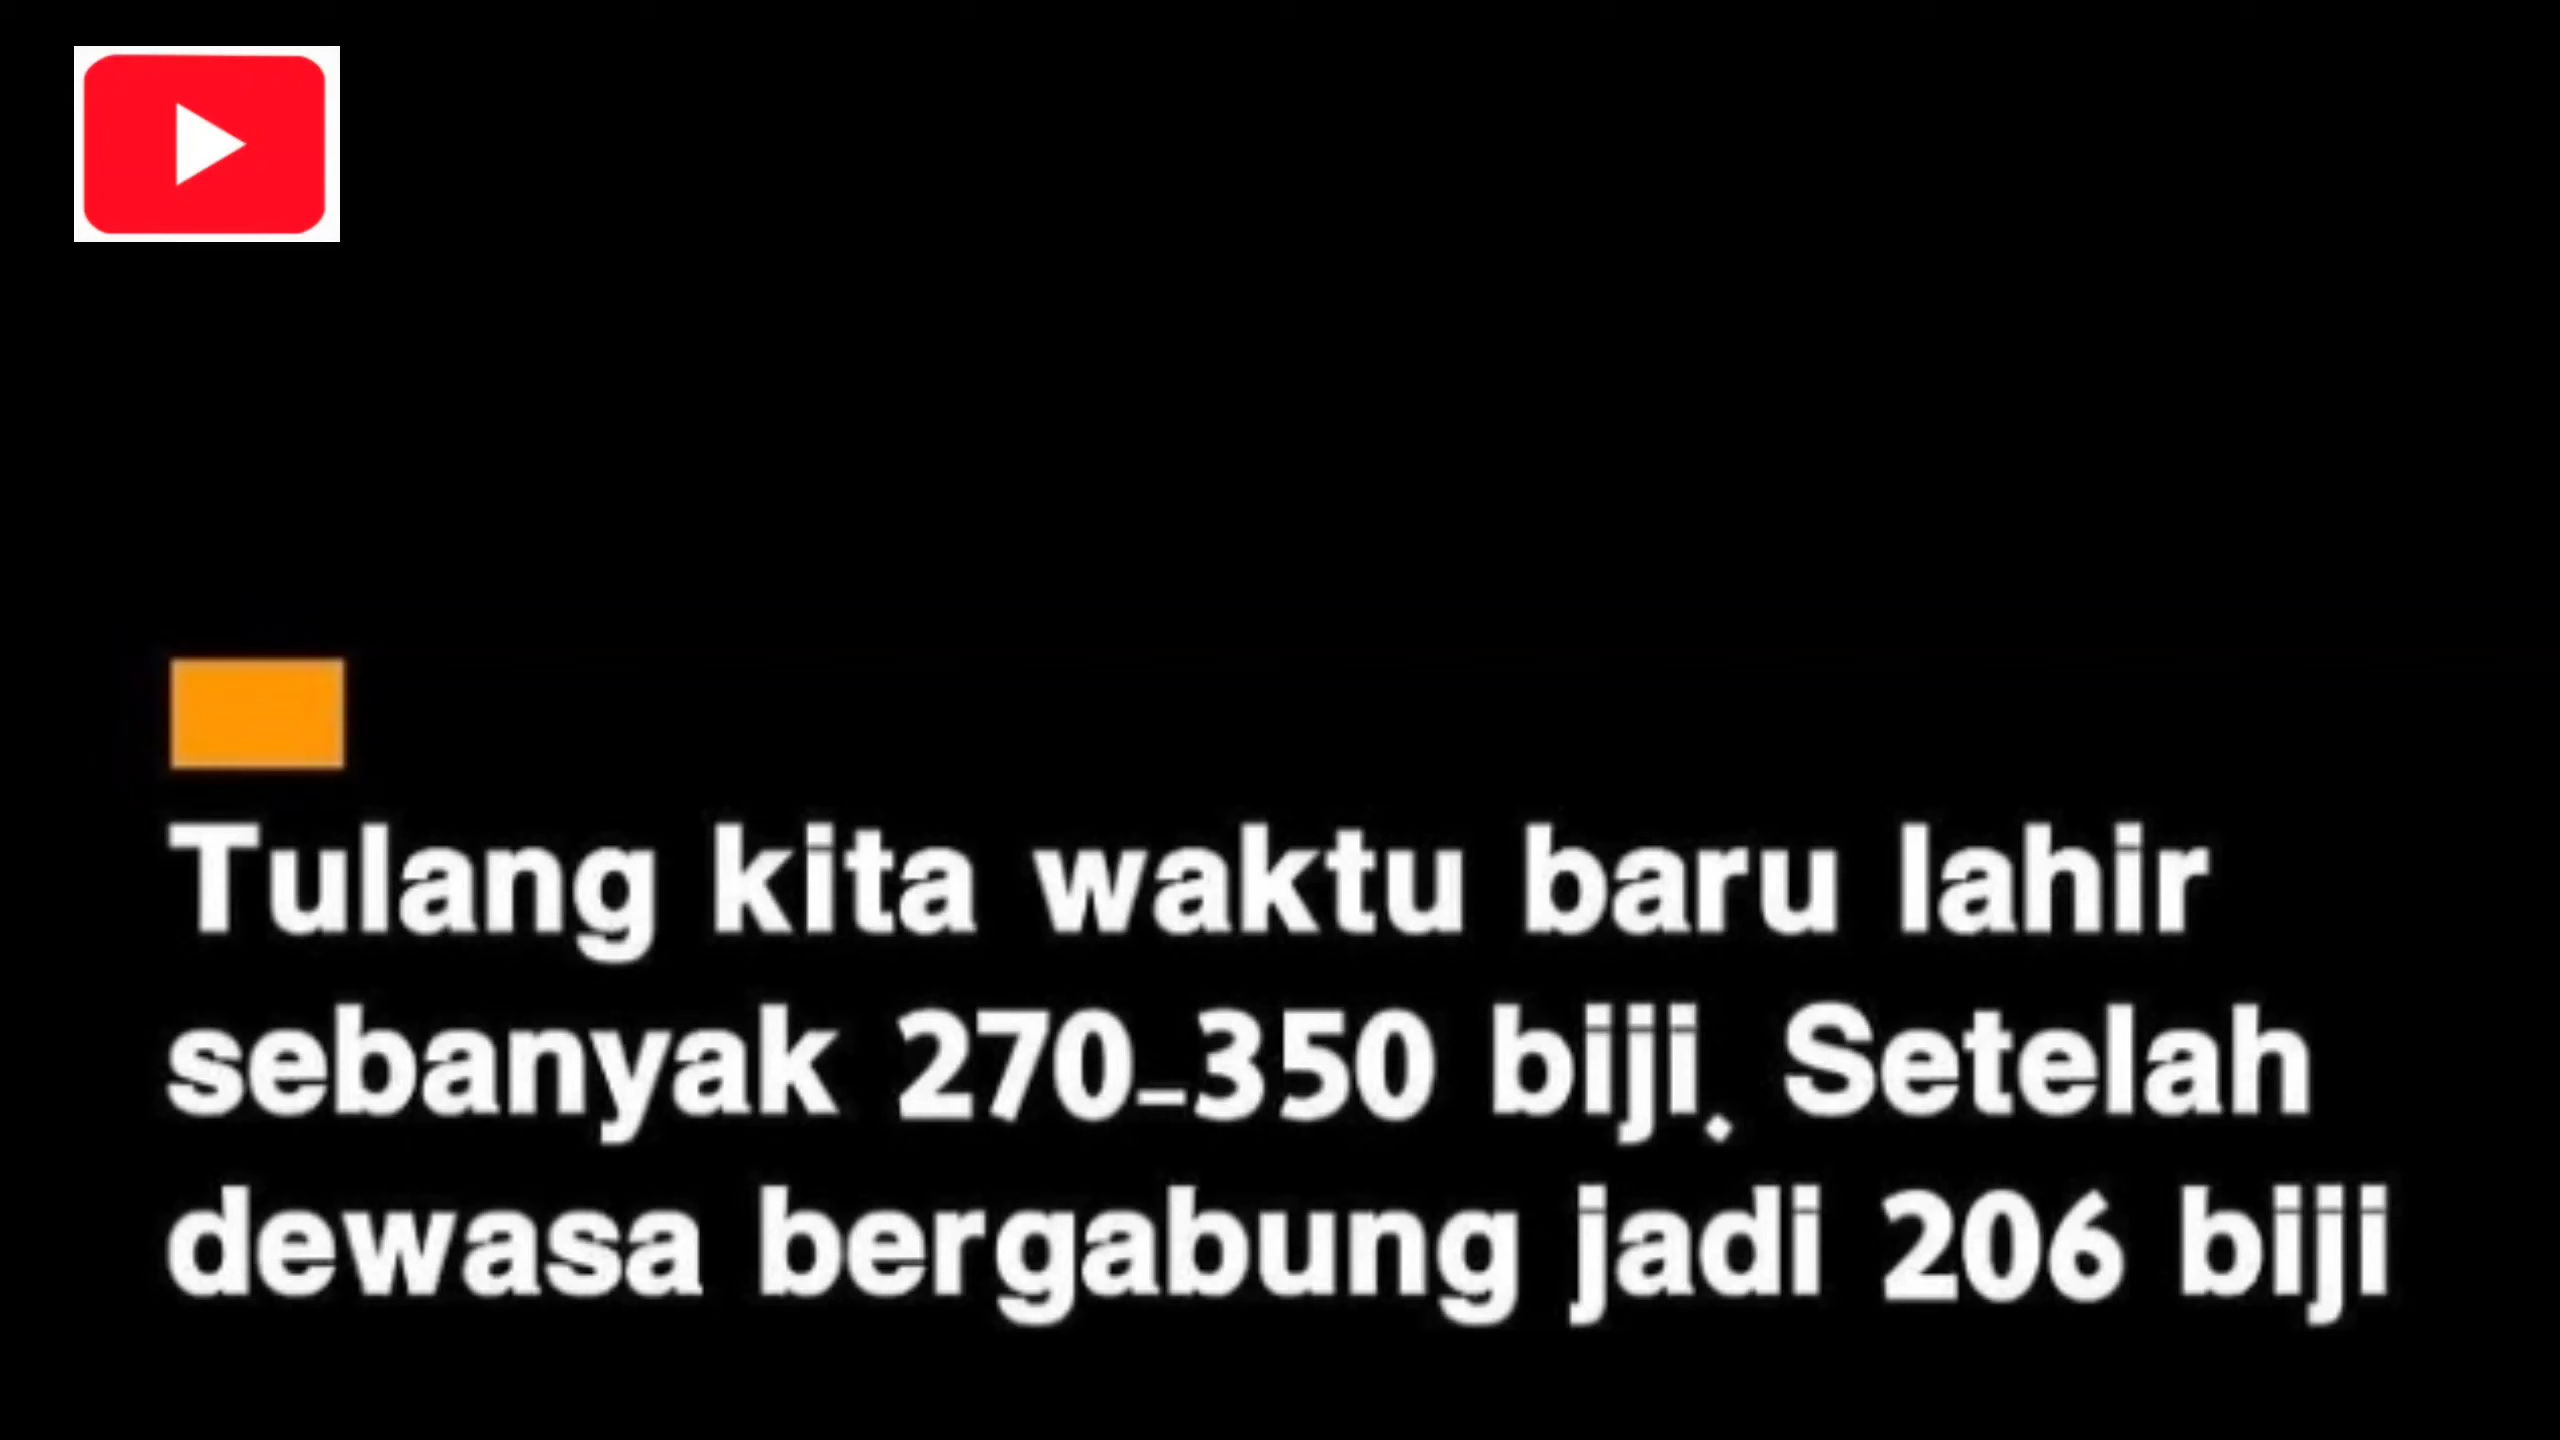 Tulang kita waktu baru lahir
sebanyak 270-350 biji. Setelah
dewasa bergabung jadi 206 biji